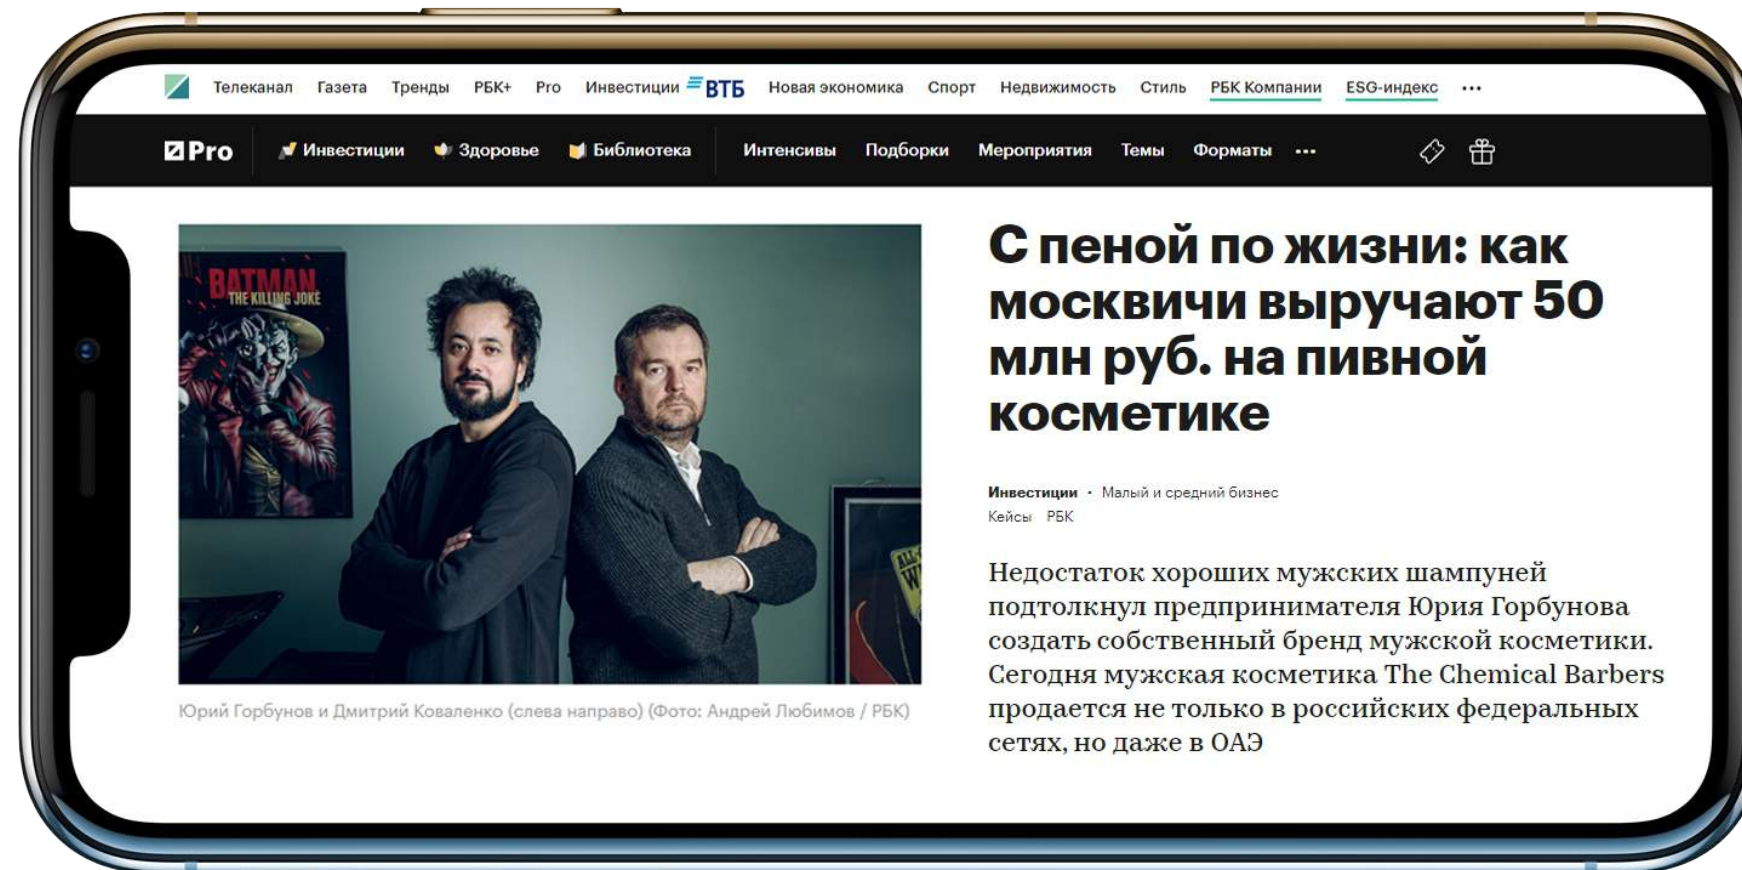 Телеканал Газета Тренды РБК+ Pro Инвестиции ВТБ Новая экономика Спорт Недвижимость Стиль РБК Компании ESG-индекс ...
Pro Инвестиции Здоровье Библиотека Интенсивы Подборки Мероприятия Темы Форматы ...
BATMAN
THE KILLING JOKE
С пеной по жизни: как
москвичи выручают 50
млн руб. на пивной
косметике
Инвестиции • Малый и средний бизнес
Кейсы РБК
Недостаток хороших мужских шампуней
подтолкнул предпринимателя Юрия Горбунова
создать собственный бренд мужской косметики.
Сегодня мужская косметика The Chemical Barbers
продается не только в российских федеральных
сетях, но даже в ОАЭ
Юрий Горбунов и Дмитрий Коваленко (слева направо) (Фото: Андрей Любимов / РБК)